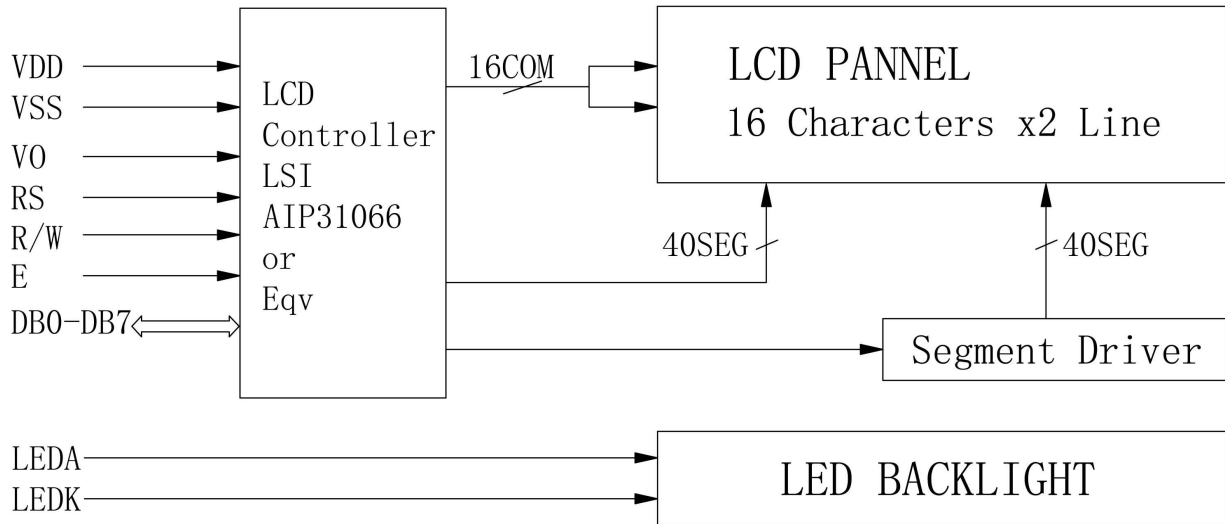 VDD
VSS
VO
RS
R/W
E
DB0-DB7
LCD
Controller
LSI
AIP31066
or
Eqv
16COM
LCD PANNEL
16 Characters x2 Line
40SEG
40SEG
Segment Driver
LEDA
LEDK
LED BACKLIGHT